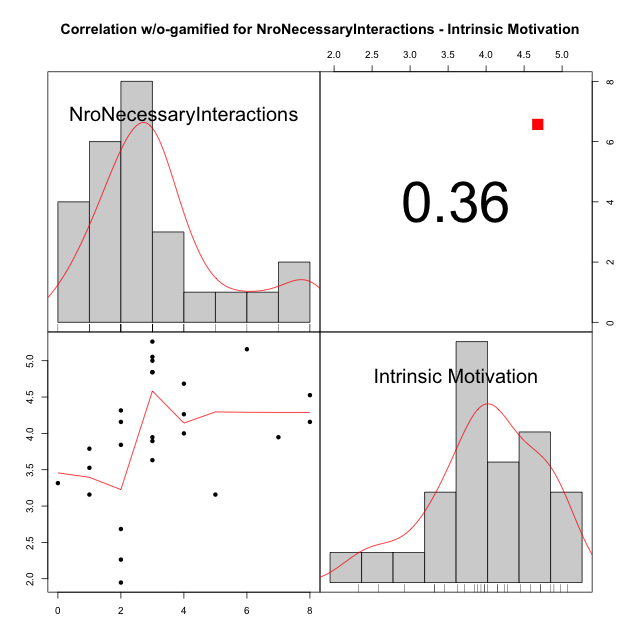 Correlation w/o-gamified for NroNecessaryInteractions - Intrinsic Motivation
2.0 2.5 3.0 3.5 4.0 4.5 5.0
NroNecessaryInteractions
0.36
0 2 4 6 8
Intrinsic Motivation
2.0 2.5 3.0 3.5 4.0 4.5 5.0
0 2 4 6 8